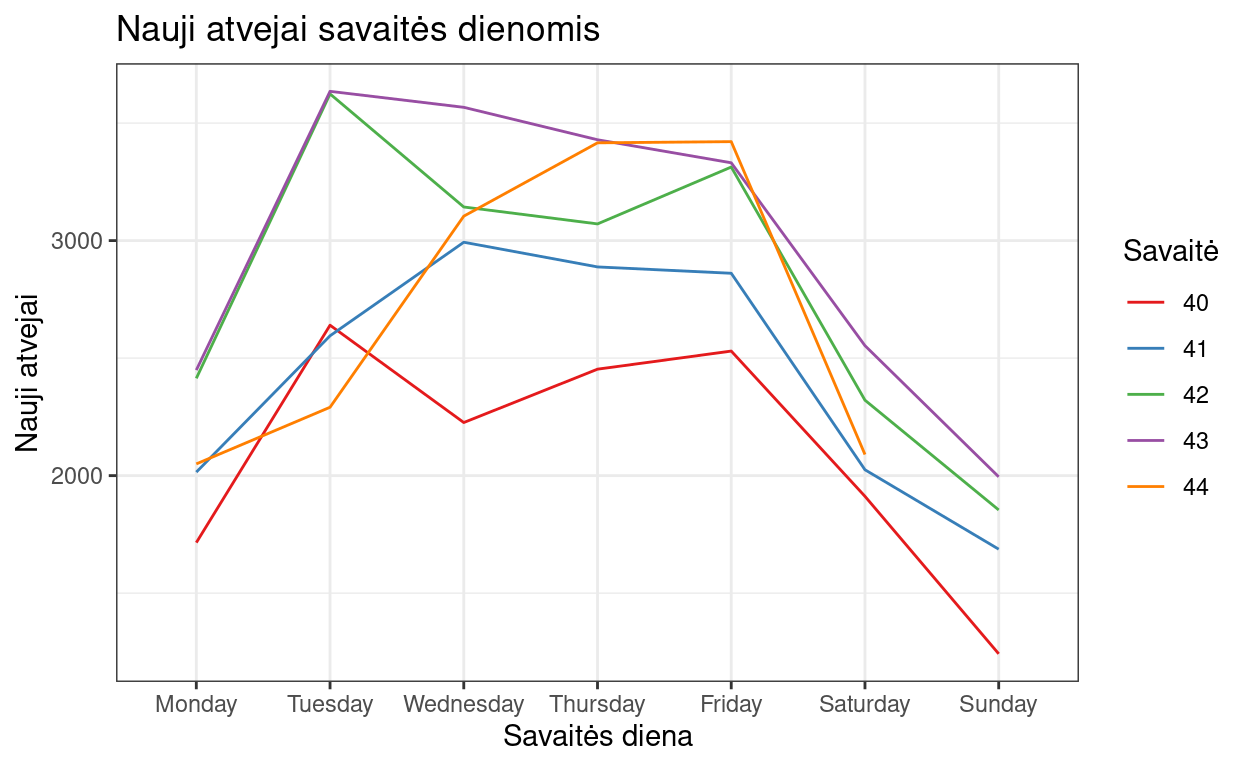 Nauji atvejai savaitės dienomis
Nauji atvejai
3000
2000
Monday Tuesday Wednesday Thursday Friday Saturday Sunday
Savaitės diena
Savaitė
40
41
42
43
44